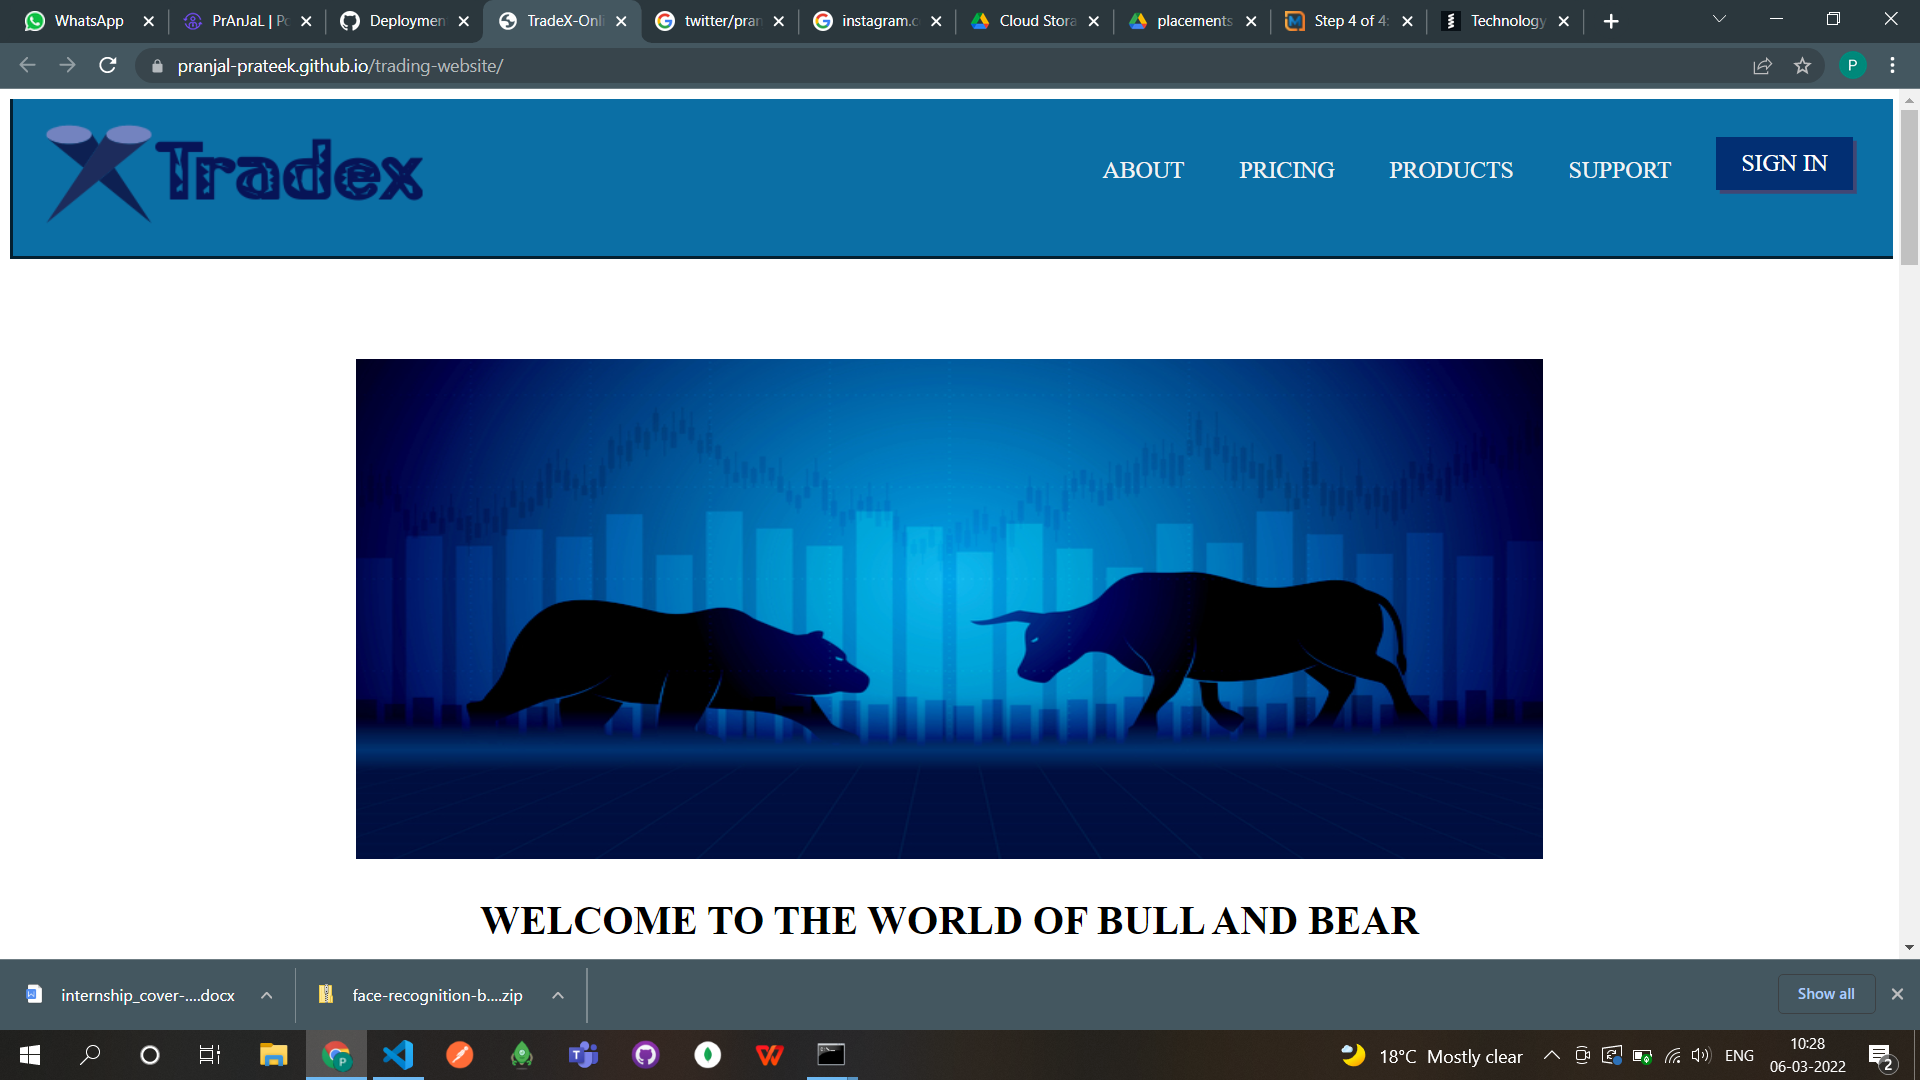 WhatsApp
PrAnJaL | Po
Deploymen
TradeX-Onli
twitter/pran
instagram.c
Cloud Stora
placements
Step 4 of 4:
Technology
pranjal-prateek.github.io/trading-website/
P
Tradex
ABOUT
PRICING
PRODUCTS
SUPPORT
SIGN IN
WELCOME TO THE WORLD OF BULL AND BEAR
internship_cover-....docx
face-recognition-b....zip
Show all
18°C Mostly clear
ENG
10:28
06-03-2022
2